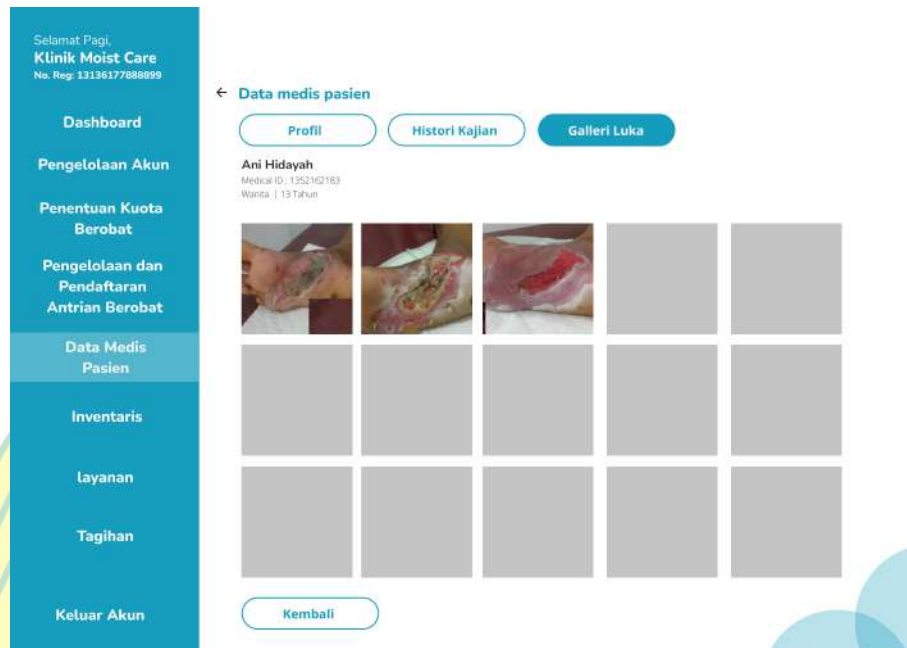 Selamat Pagi,
Klinik Moist Care
No. Reg: 13136177888899
Dashboard
Pengelolaan Akun
Penentuan Kuota
Berobat
Pengelolaan dan
Pendaftaran
Antrian Berobat
Data Medis
Pasien
Inventaris
layanan
Tagihan
Keluar Akun
← Data medis pasien
Profil
Histori Kajian
Galleri Luka
Ani Hidayah
Medical ID : 1352162183
Wanita | 13 Tahun
Kembali